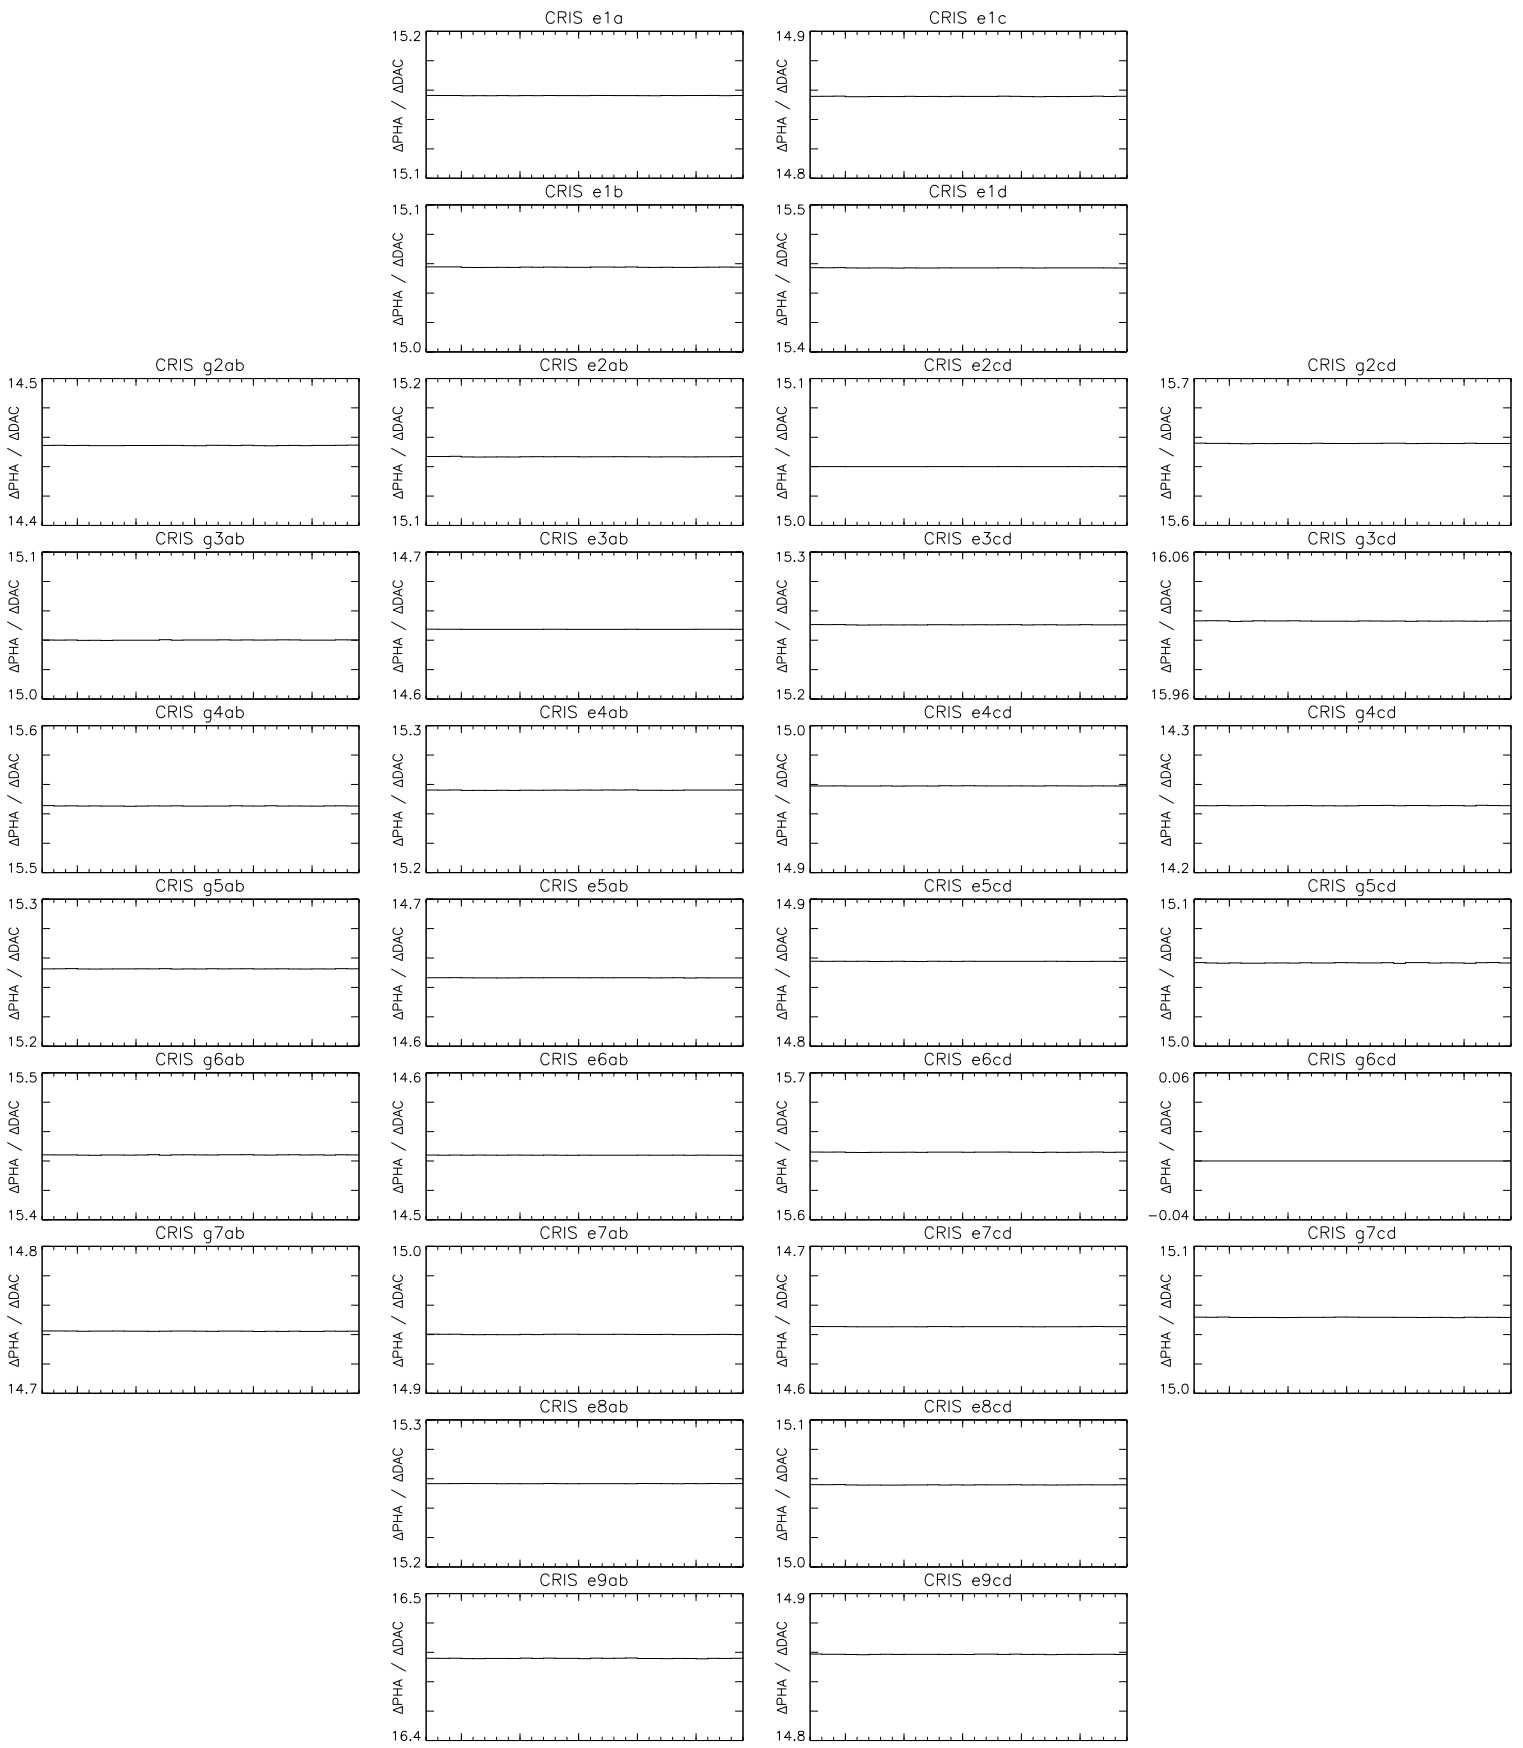 CRIS e1a
15.2
ΔPHA / ΔDAC
15.1
CRIS e1c
14.9
ΔPHA / ΔDAC
14.8
CRIS e1b
15.1
ΔPHA / ΔDAC
15.0
CRIS e1d
15.5
ΔPHA / ΔDAC
15.4
CRIS g2ab
14.5
ΔPHA / ΔDAC
14.4
CRIS e2ab
15.2
ΔPHA / ΔDAC
15.1
CRIS e2cd
15.1
ΔPHA / ΔDAC
15.0
CRIS g2cd
15.7
ΔPHA / ΔDAC
15.6
CRIS g3ab
15.1
ΔPHA / ΔDAC
15.0
CRIS e3ab
14.7
ΔPHA / ΔDAC
14.6
CRIS e3cd
15.3
ΔPHA / ΔDAC
15.2
CRIS g3cd
16.06
ΔPHA / ΔDAC
15.96
CRIS g4ab
15.6
ΔPHA / ΔDAC
15.5
CRIS e4ab
15.3
ΔPHA / ΔDAC
15.2
CRIS e4cd
15.0
ΔPHA / ΔDAC
14.9
CRIS g4cd
14.3
ΔPHA / ΔDAC
14.2
CRIS g5ab
15.3
ΔPHA / ΔDAC
15.2
CRIS e5ab
14.7
ΔPHA / ΔDAC
14.6
CRIS e5cd
14.9
ΔPHA / ΔDAC
14.8
CRIS g5cd
15.1
ΔPHA / ΔDAC
15.0
CRIS g6ab
15.5
ΔPHA / ΔDAC
15.4
CRIS e6ab
14.6
ΔPHA / ΔDAC
14.5
CRIS e6cd
15.7
ΔPHA / ΔDAC
15.6
CRIS g6cd
0.06
ΔPHA / ΔDAC
−0.04
CRIS g7ab
14.8
ΔPHA / ΔDAC
14.7
CRIS e7ab
15.0
ΔPHA / ΔDAC
14.9
CRIS e7cd
14.7
ΔPHA / ΔDAC
14.6
CRIS g7cd
15.1
ΔPHA / ΔDAC
15.0
CRIS e8ab
15.3
ΔPHA / ΔDAC
15.2
CRIS e8cd
15.1
ΔPHA / ΔDAC
15.0
CRIS e9ab
16.5
ΔPHA / ΔDAC
16.4
CRIS e9cd
14.9
ΔPHA / ΔDAC
14.8